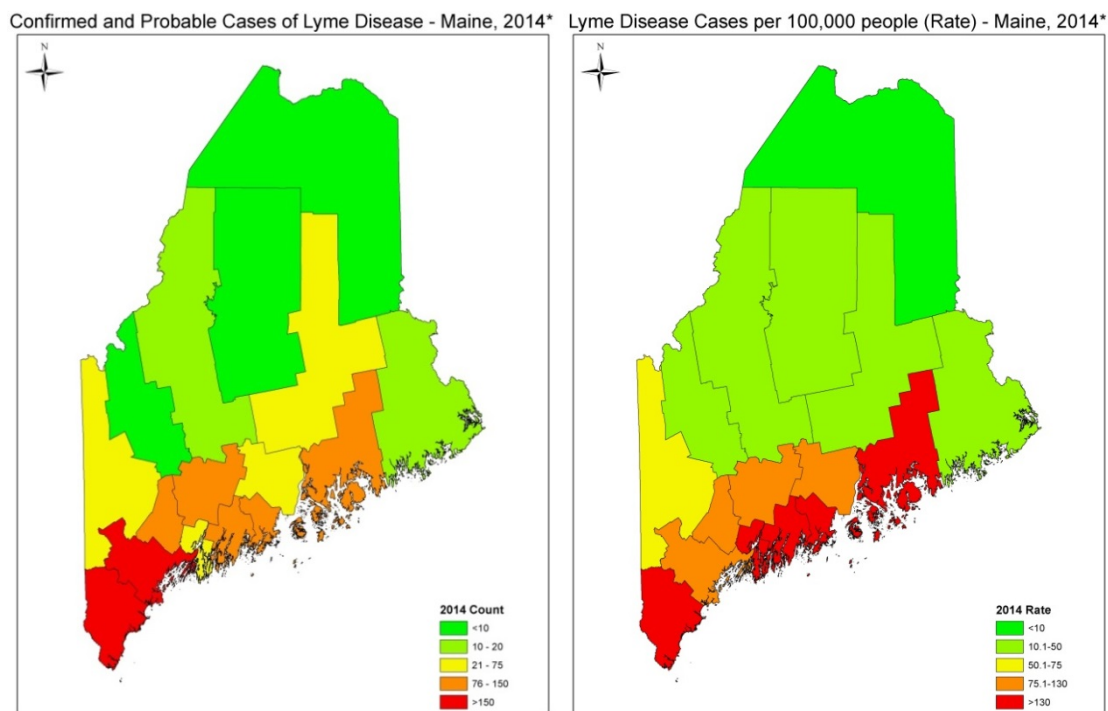 Confirmed and Probable Cases of Lyme Disease - Maine, 2014*
N
2014 Count
<10
10 - 20
21 - 75
76 - 150
>150
Lyme Disease Cases per 100,000 people (Rate) - Maine, 2014*
N
2014 Rate
<10
10.1-50
50.1-75
75.1-130
>130